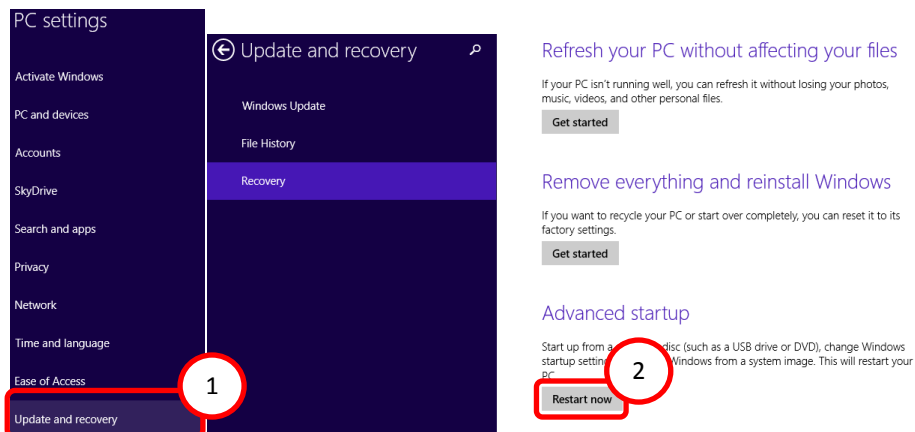 PC settings
Activate Windows
PC and devices
Accounts
SkyDrive
Search and apps
Privacy
Network
Time and language
Ease of Access
1
Update and recovery
Update and recovery
Windows Update
File History
Recovery
Refresh your PC without affecting your files
If your PC isn't running well, you can refresh it without losing your photos,
music, videos, and other personal files.
Get started
Remove everything and reinstall Windows
If you want to recycle your PC or start over completely, you can reset it to its
factory settings.
Get started
Advanced startup
Start up from a disc (such as a USB drive or DVD), change Windows
startup Windows from a system image. This will restart your
PC
2
Restart now